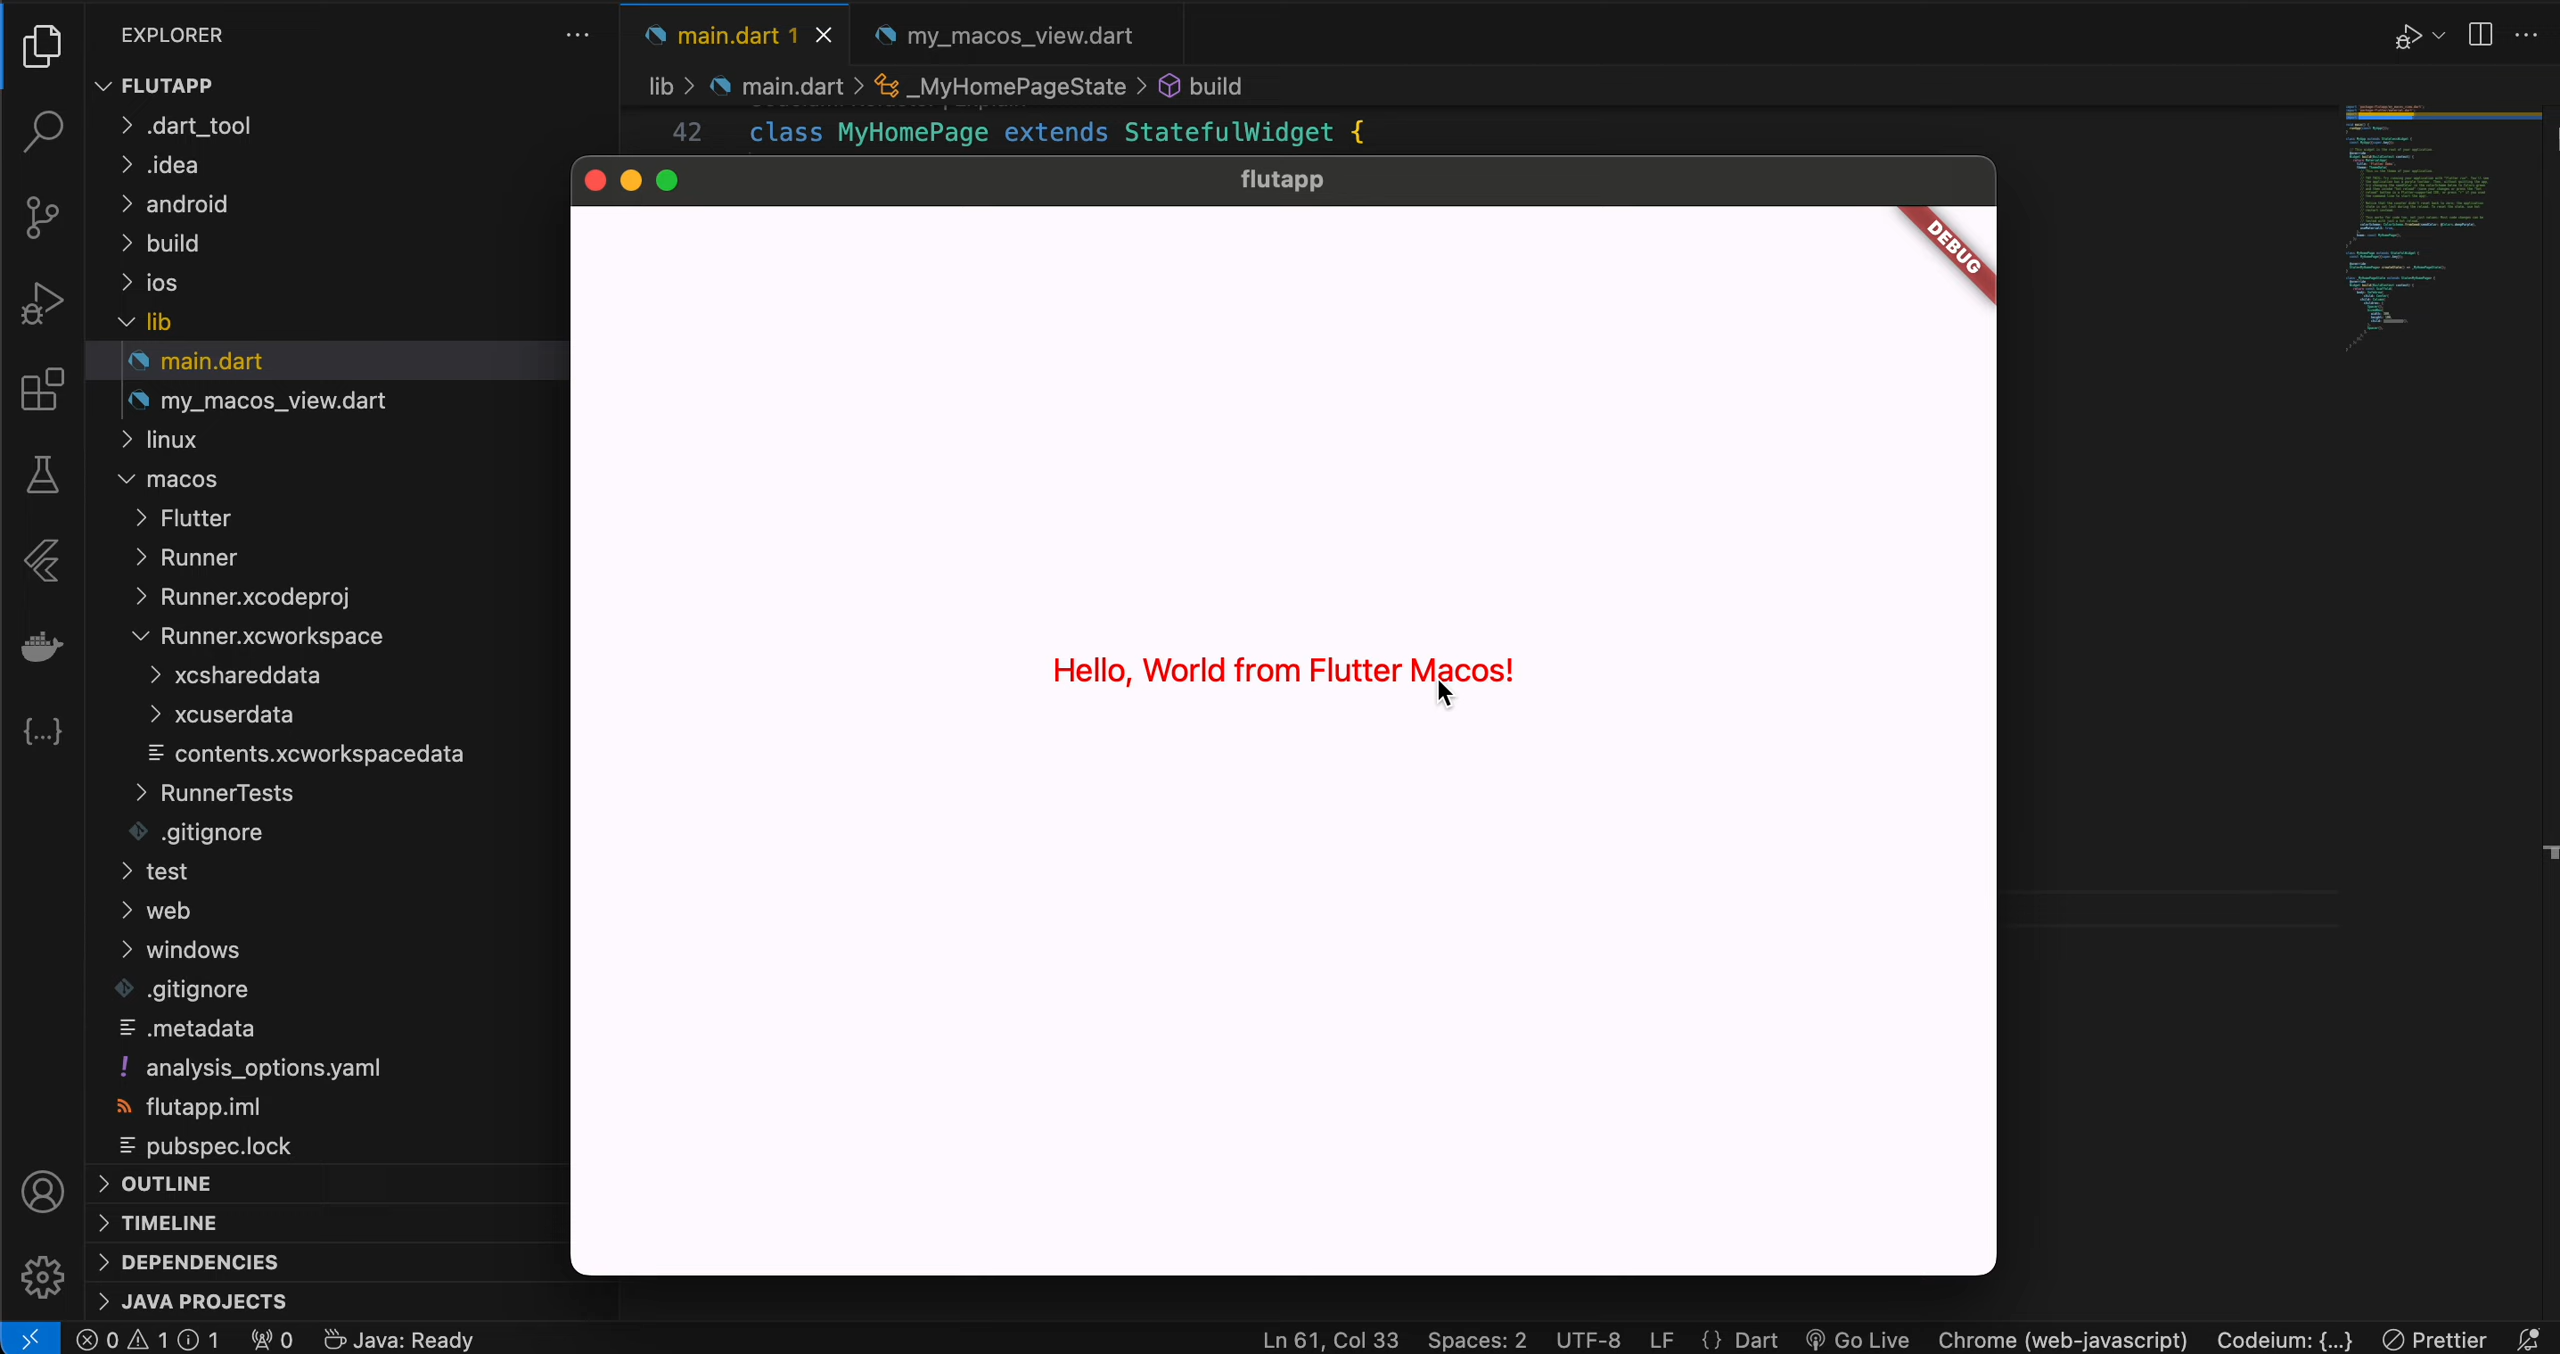 EXPLORER
FLUTAPP
.dart_tool
.idea
android
build
ios
lib
main.dart
my_macos_view.dart
linux
macos
Flutter
Runner
Runner.xcodeproj
Runner.xcworkspace
xcshareddata
xcuserdata
contents.xcworkspacedata
RunnerTests
.gitignore
test
web
windows
.gitignore
.metadata
analysis_options.yaml
flutapp.iml
pubspec.lock
OUTLINE
TIMELINE
DEPENDENCIES
JAVA PROJECTS
main.dart 1
my_macos_view.dart
lib > main.dart > _MyHomePageState > build
42 class MyHomePage extends StatefulWidget {
flutapp
DEBUG
Hello, World from Flutter Macos!
0 1 1 0 Java: Ready
Ln 61, Col 33 Spaces: 2 UTF-8 LF {} Dart Go Live Chrome (web-javascript) Codeium: {...} Prettier